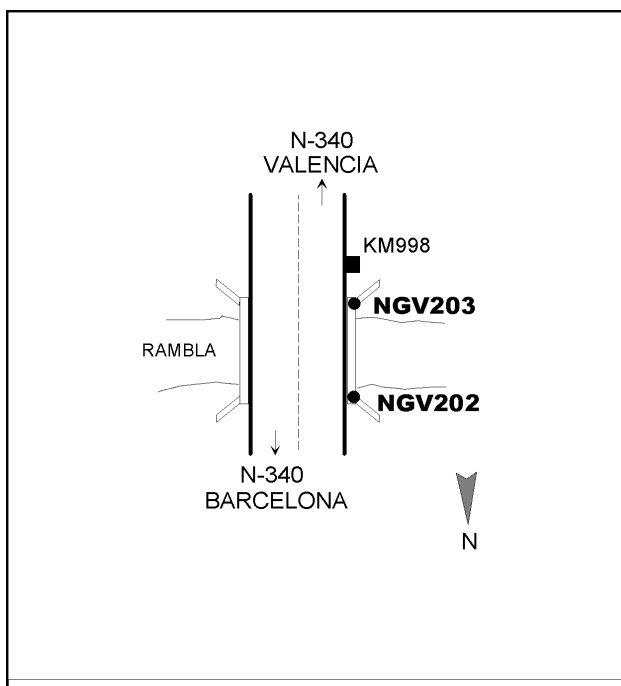 N-340
VALENCIA
KM998
NGV203
RAMBLA
NGV202
N-340
BARCELONA
N